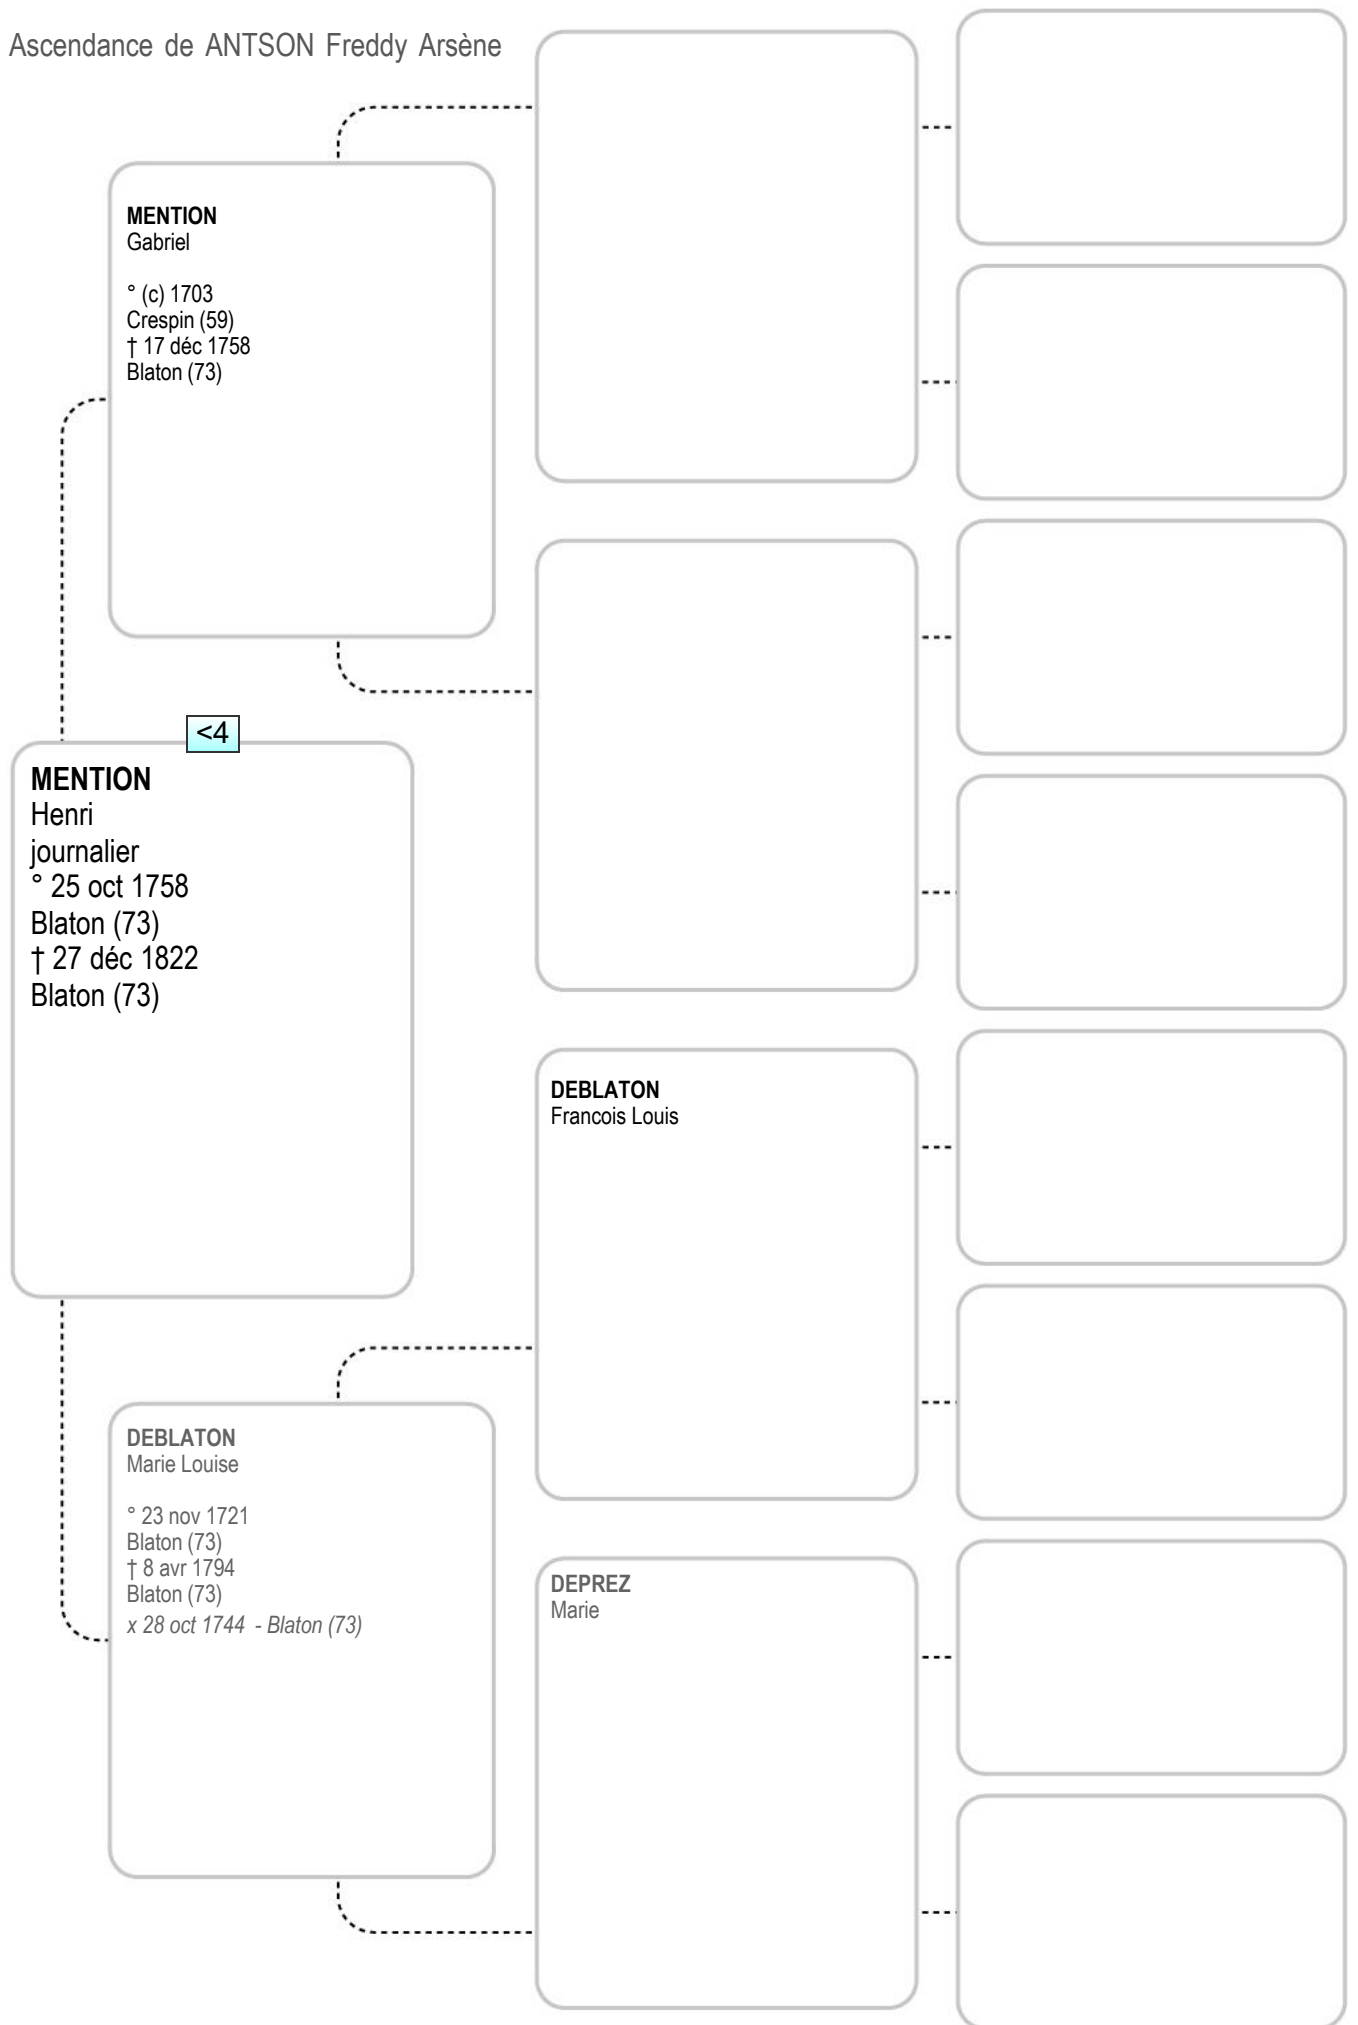 Ascendance de ANTSON Freddy Arsène
MENTION
Gabriel
° (c) 1703
Crespin (59)
† 17 déc 1758
Blaton (73)
<4
MENTION
Henri
journalier
° 25 oct 1758
Blaton (73)
† 27 déc 1822
Blaton (73)
DEBLATON
Francois Louis
DEBLATON
Marie Louise
° 23 nov 1721
Blaton (73)
† 8 avr 1794
Blaton (73)
x 28 oct 1744 - Blaton (73)
DEPREZ
Marie